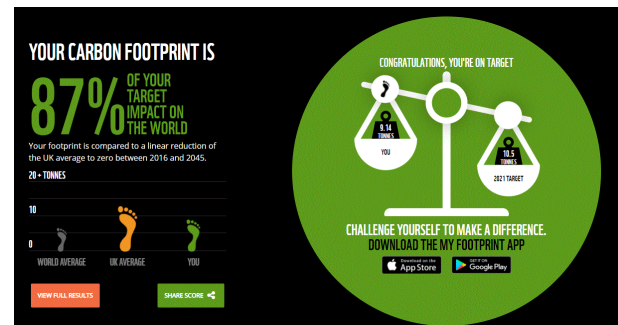 YOUR CARBON FOOTPRINT IS
87%
OF YOUR
TARGET
IMPACT ON
THE WORLD
Your footprint is compared to a linear reduction of
the UK average to zero between 2016 and 2045.
20 + TONNES
10
0
WORLD AVERAGE
UK AVERAGE
YOU
VIEW FULL RESULTS
SHARE SCORE
CONGRATULATIONS, YOU'RE ON TARGET
9.14
TONNES
YOU
10.5
TONNES
2021 TARGET
CHALLENGE YOURSELF TO MAKE A DIFFERENCE.
DOWNLOAD THE MY FOOTPRINT APP
Download on the
App Store
GET IT ON
Google Play